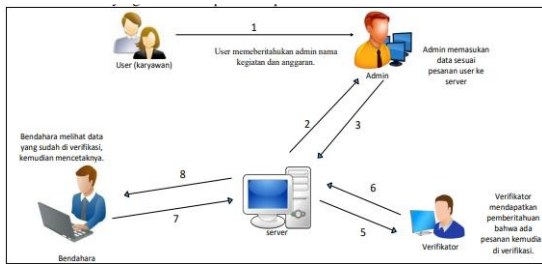 1
User (karyawan)
User memeberitahukan admin nama
kegiatan dan anggaran.
Admin
Admin memasukan
data sesuai
pesanan user ke
server
2
3
Bendahara melihat data
yang sudah di verifikasi,
kemudian mencetaknya.
8
7
Bendahara
server
6
5
Verifikator
Verifikator
mendapatkan
pemberitahuan
bahwa ada
pesanan kemudia
di verifikasi.